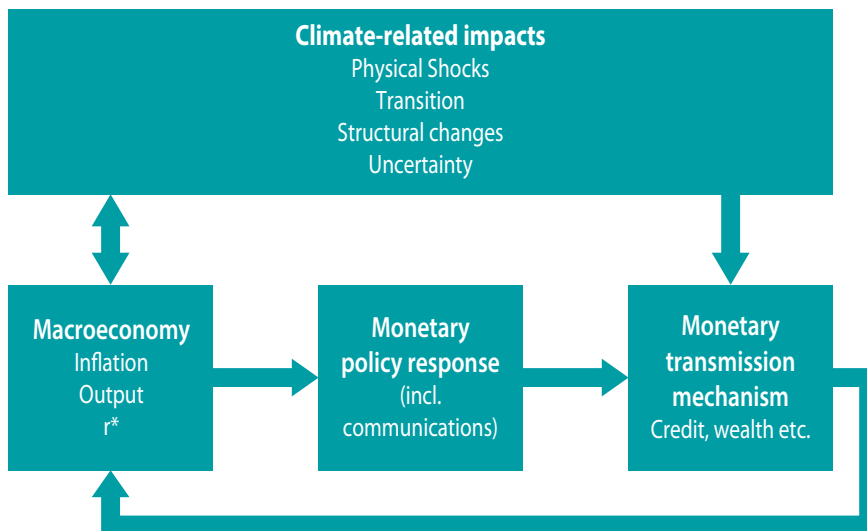 Climate-related impacts
Physical Shocks
Transition
Structural changes
Uncertainty
Macroeconomy
Inflation
Output
r*
Monetary
policy response
(incl.
communications)
Monetary
transmission
mechanism
Credit, wealth etc.